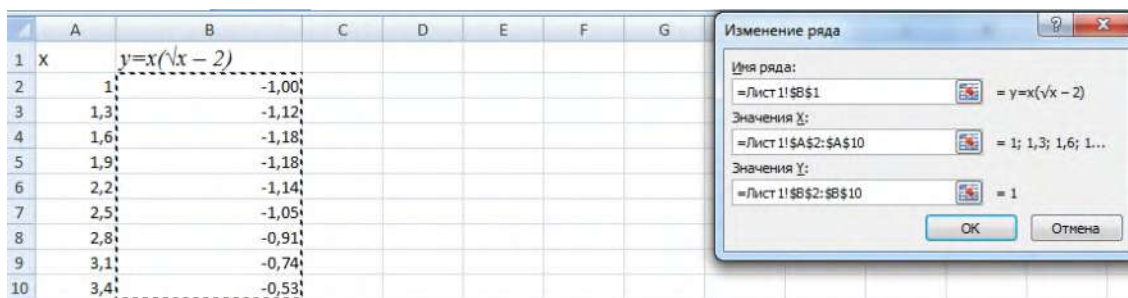 A B C D E F G
1 x y=x(√x – 2)
2 1 -1,00
3 1,3 -1,12
4 1,6 -1,18
5 1,9 -1,18
6 2,2 -1,14
7 2,5 -1,05
8 2,8 -0,91
9 3,1 -0,74
10 3,4 -0,53
Изменение ряда
Имя ряда:
=Лист1!$B$1 = y=x(√x – 2)
Значения X:
=Лист1!$A$2:$A$10 = 1; 1,3; 1,6; 1...
Значения Y:
=Лист1!$B$2:$B$10 = 1
ОК Отмена